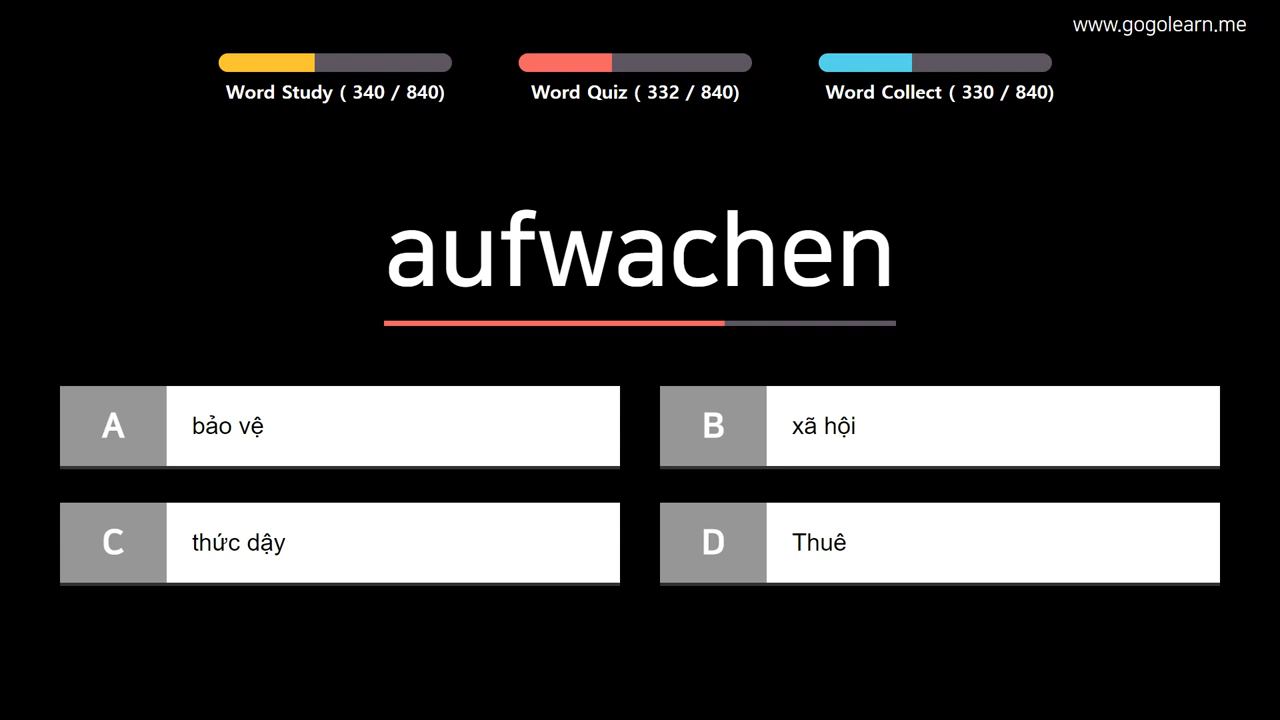 www.gogolearn.me
Word Study ( 340 / 840)
Word Quiz ( 332 / 840)
Word Collect ( 330 / 840)
aufwachen
A bảo vệ
B xã hội
C thức dậy
D Thuê